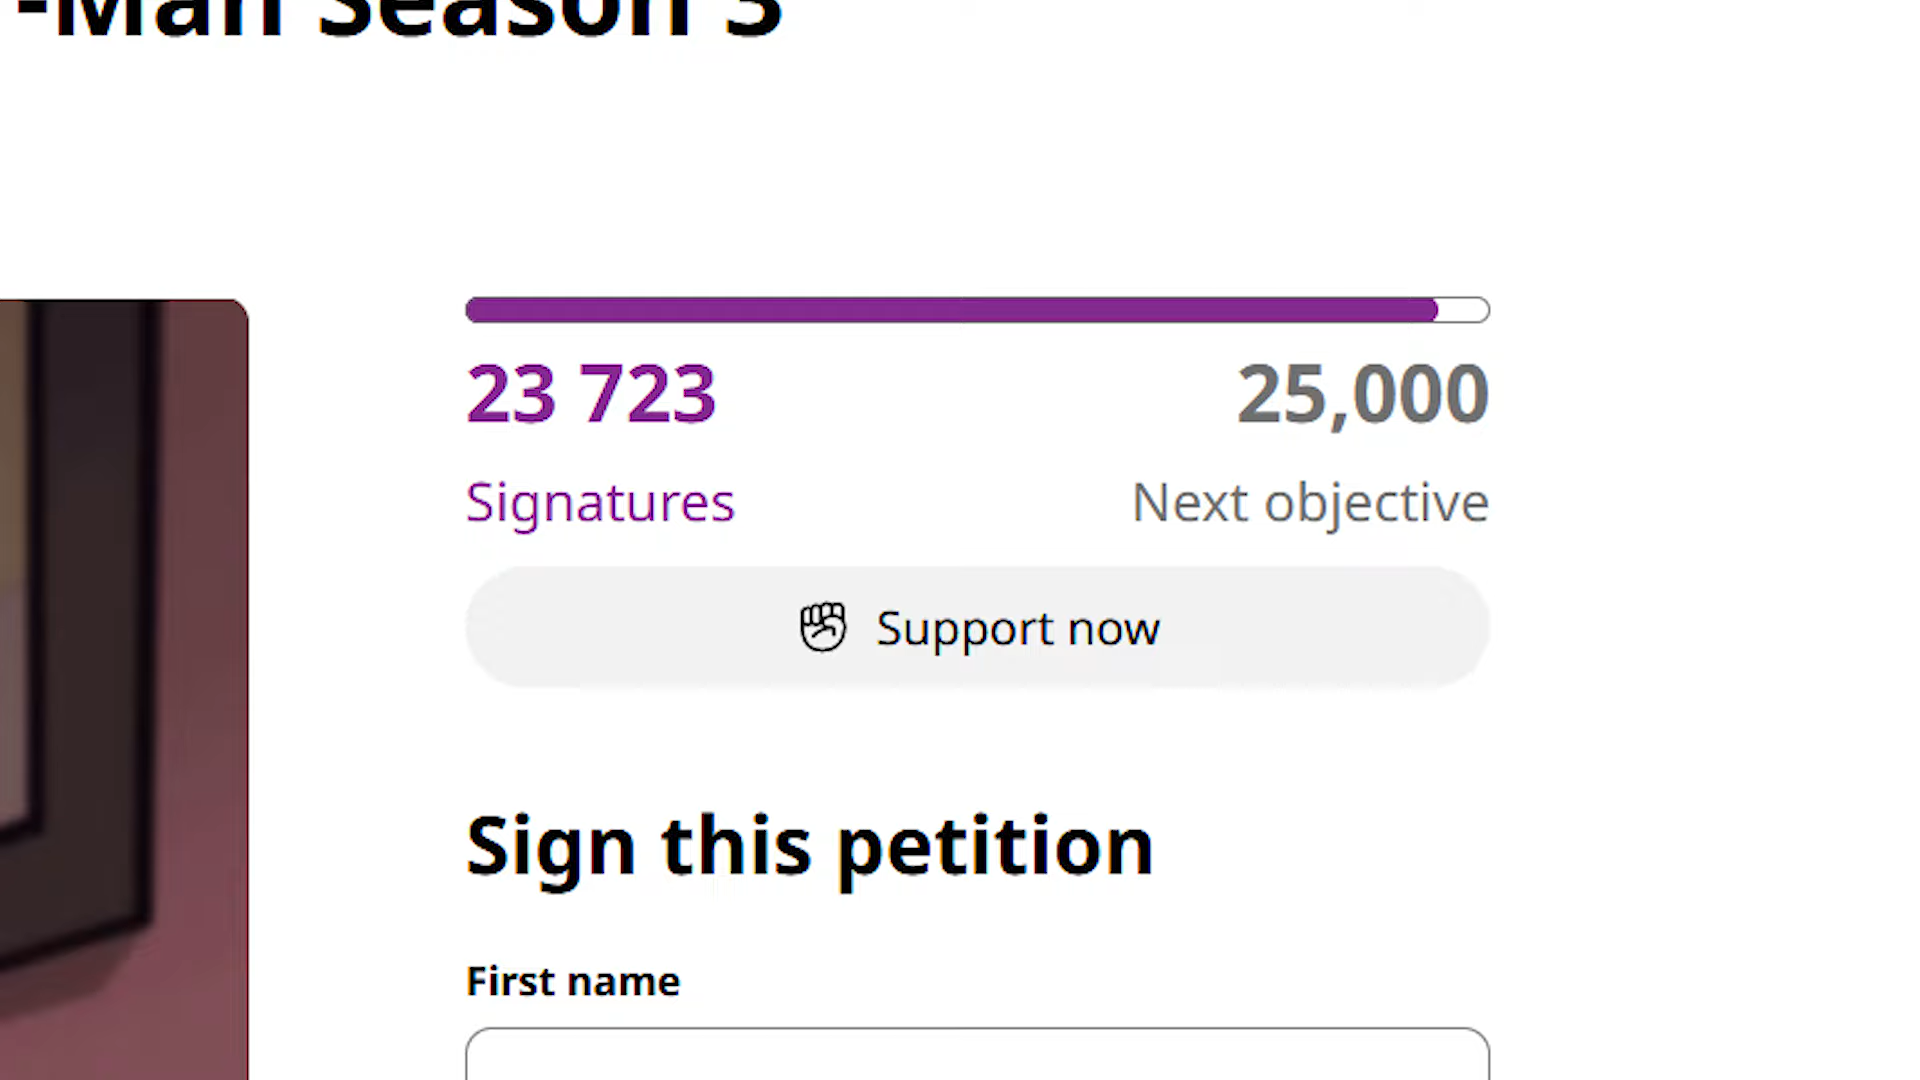 -Man Season 3
23 723
25,000
Signatures
Next objective
Support now
Sign this petition
First name